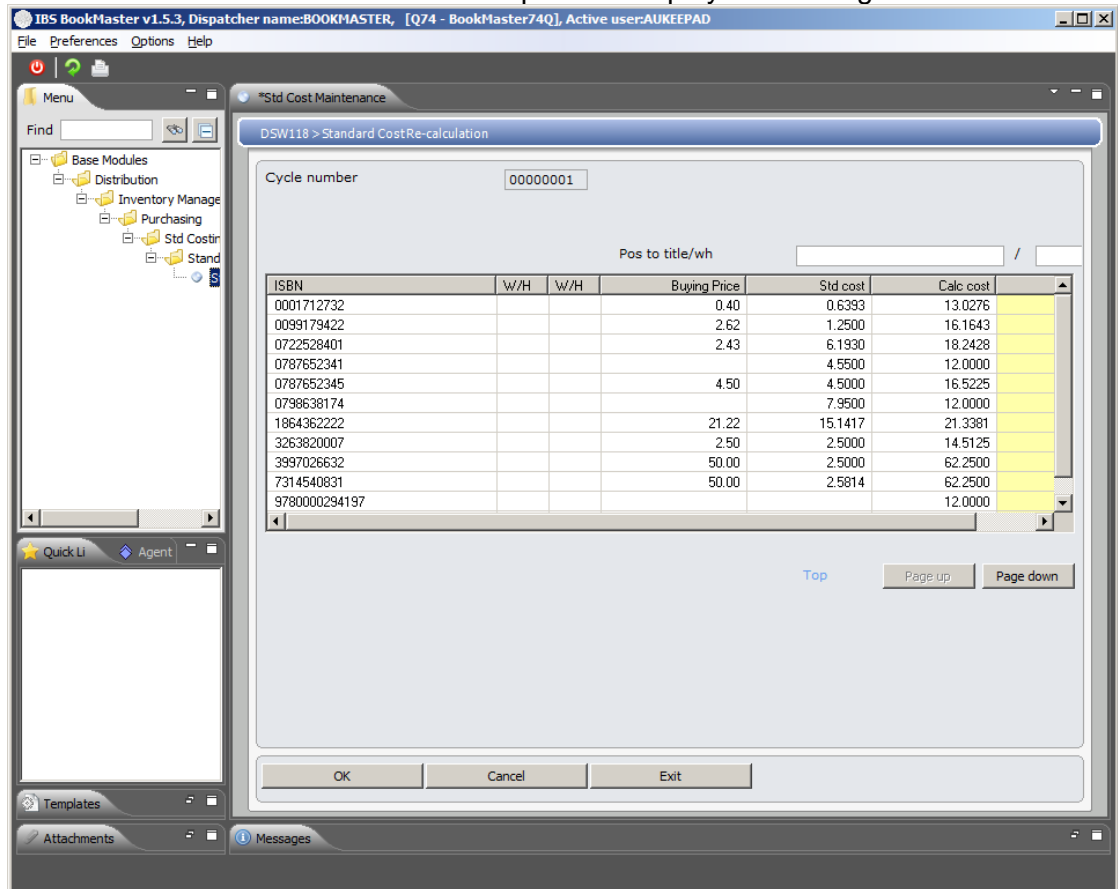 IBS BookMaster v1.5.3, Dispatcher name:BOOKMASTER, [Q74 - BookMaster74Q], Active user:AUKEEPAD
File Preferences Options Help
Menu
*Std Cost Maintenance
Find
DSW118 > Standard CostRe-calculation
Base Modules
Distribution
Inventory Manage
Purchasing
Std Costin
Stand
S
Cycle number 00000001
Pos to title/wh /
ISBN W/H W/H Buying Price Std cost Calc cost
0001712732 0.40 0.6393 13.0276
0099179422 2.62 1.2500 16.1643
0722528401 2.43 6.1930 18.2428
0787652341 4.5500 12.0000
0787652345 4.50 4.5000 16.5225
0798638174 7.9500 12.0000
1864362222 21.22 15.1417 21.3381
3263820007 2.50 2.5000 14.5125
3997026632 50.00 2.5000 62.2500
7314540831 50.00 2.5814 62.2500
9780000294197 12.0000
Quick Li Agent
Top Page up Page down
OK Cancel Exit
Templates
Attachments
Messages